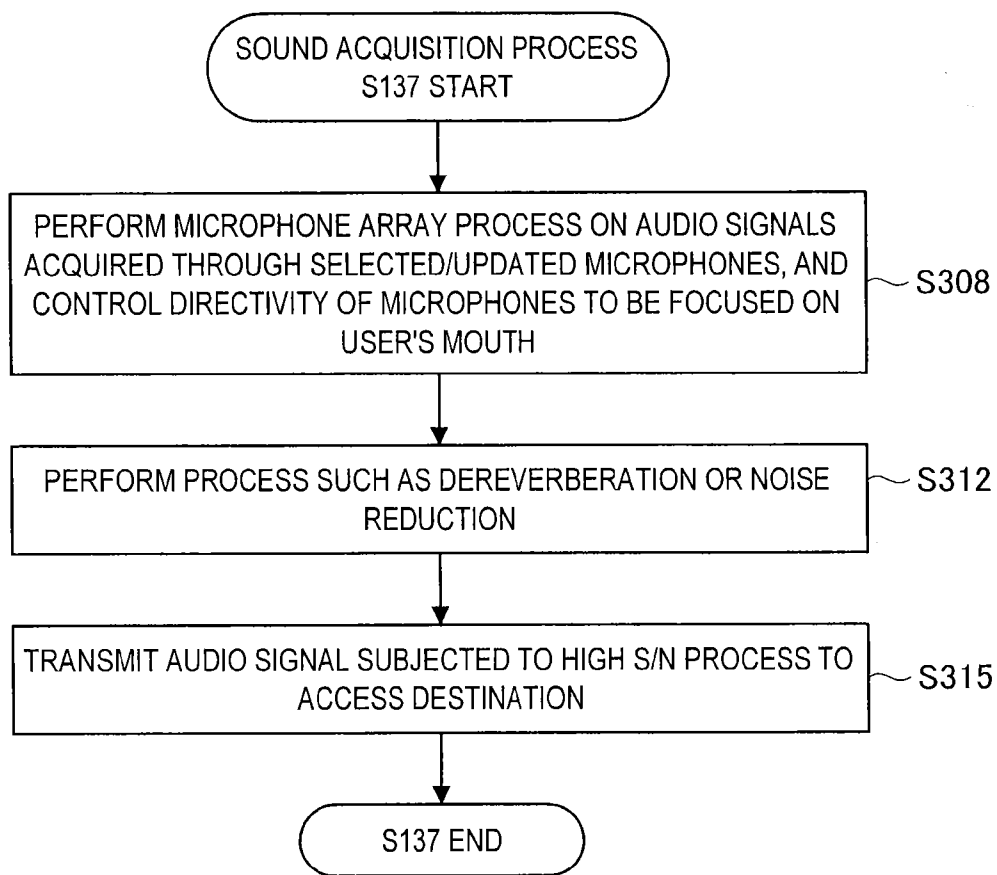 SOUND ACQUISITION PROCESS
S137 START
PERFORM MICROPHONE ARRAY PROCESS ON AUDIO SIGNALS
ACQUIRED THROUGH SELECTED/UPDATED MICROPHONES, AND
CONTROL DIRECTIVITY OF MICROPHONES TO BE FOCUSED ON
USER'S MOUTH
S308
PERFORM PROCESS SUCH AS DEREVERBERATION OR NOISE
REDUCTION
S312
TRANSMIT AUDIO SIGNAL SUBJECTED TO HIGH S/N PROCESS TO
ACCESS DESTINATION
S315
S137 END